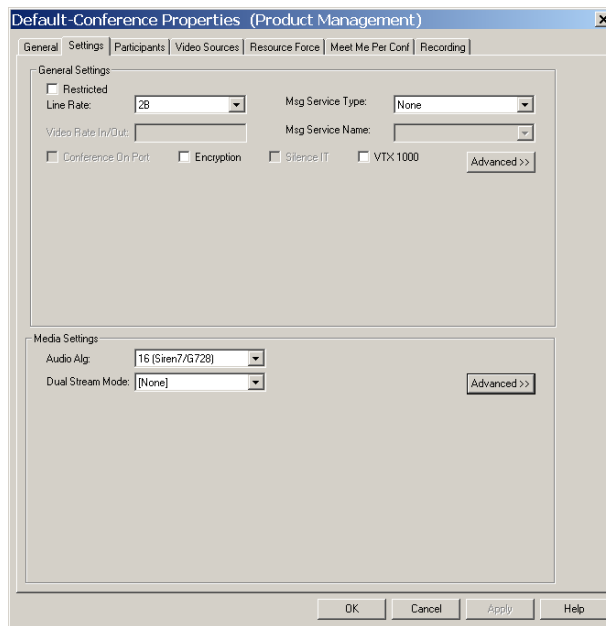 Default-Conference Properties (Product Management)
General Settings Participants Video Sources Resource Force Meet Me Per Conf Recording
General Settings
Restricted
Line Rate: 2B Msg Service Type: None
Video Rate In/Out: Msg Service Name:
Conference On Port Encryption Silence IT VTX 1000 Advanced >>
Media Settings
Audio Alg: 16 (Siren7/G728)
Dual Stream Mode: [None] Advanced >>
OK Cancel Apply Help